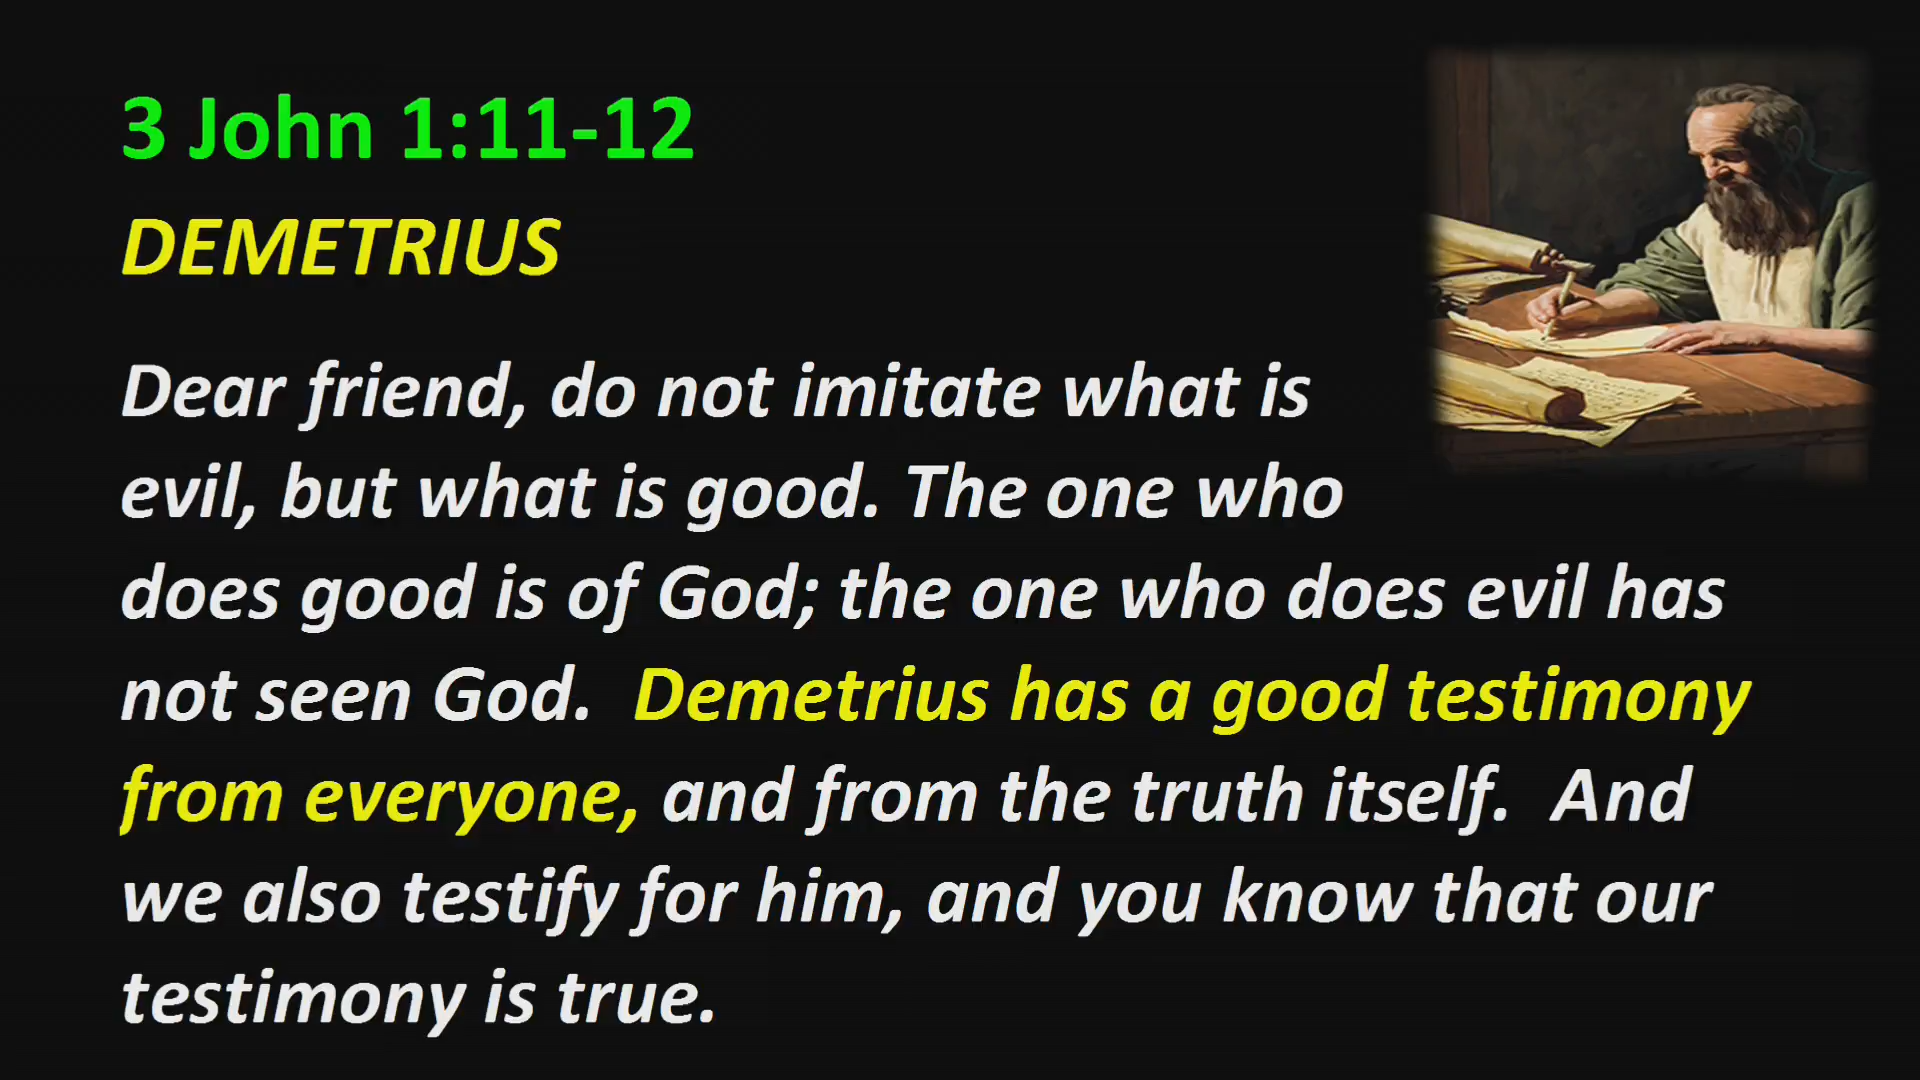 3 John 1:11-12
DEMETRIUS
Dear friend, do not imitate what is
evil, but what is good. The one who
does good is of God; the one who does evil has
not seen God.  Demetrius has a good testimony
from everyone, and from the truth itself.  And
we also testify for him, and you know that our
testimony is true.